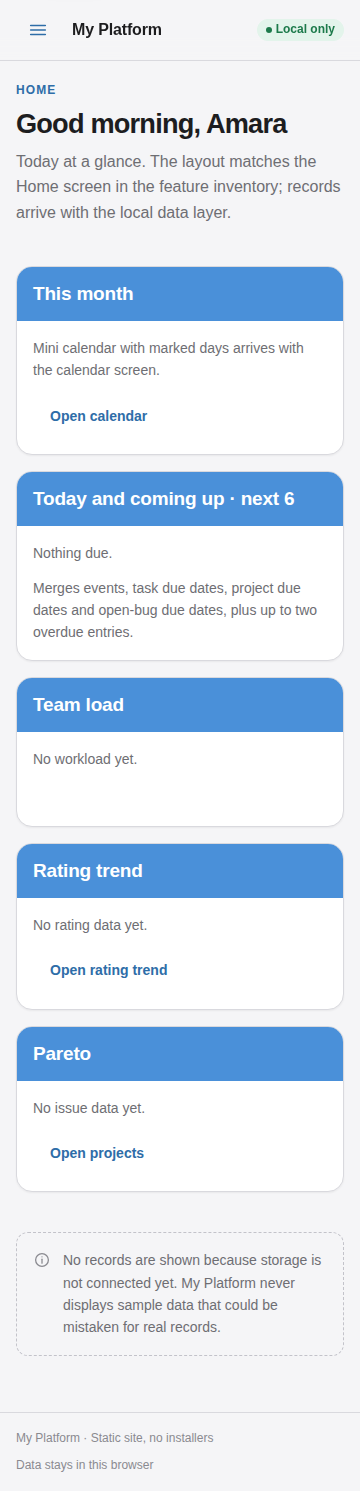 My Platform
Local only
HOME
Good morning, Amara
Today at a glance. The layout matches the
Home screen in the feature inventory; records
arrive with the local data layer.
This month
Mini calendar with marked days arrives with
the calendar screen.
Open calendar
Today and coming up · next 6
Nothing due.
Merges events, task due dates, project due
dates and open-bug due dates, plus up to two
overdue entries.
Team load
No workload yet.
Rating trend
No rating data yet.
Open rating trend
Pareto
No issue data yet.
Open projects
No records are shown because storage is
not connected yet. My Platform never
displays sample data that could be
mistaken for real records.
My Platform · Static site, no installers
Data stays in this browser